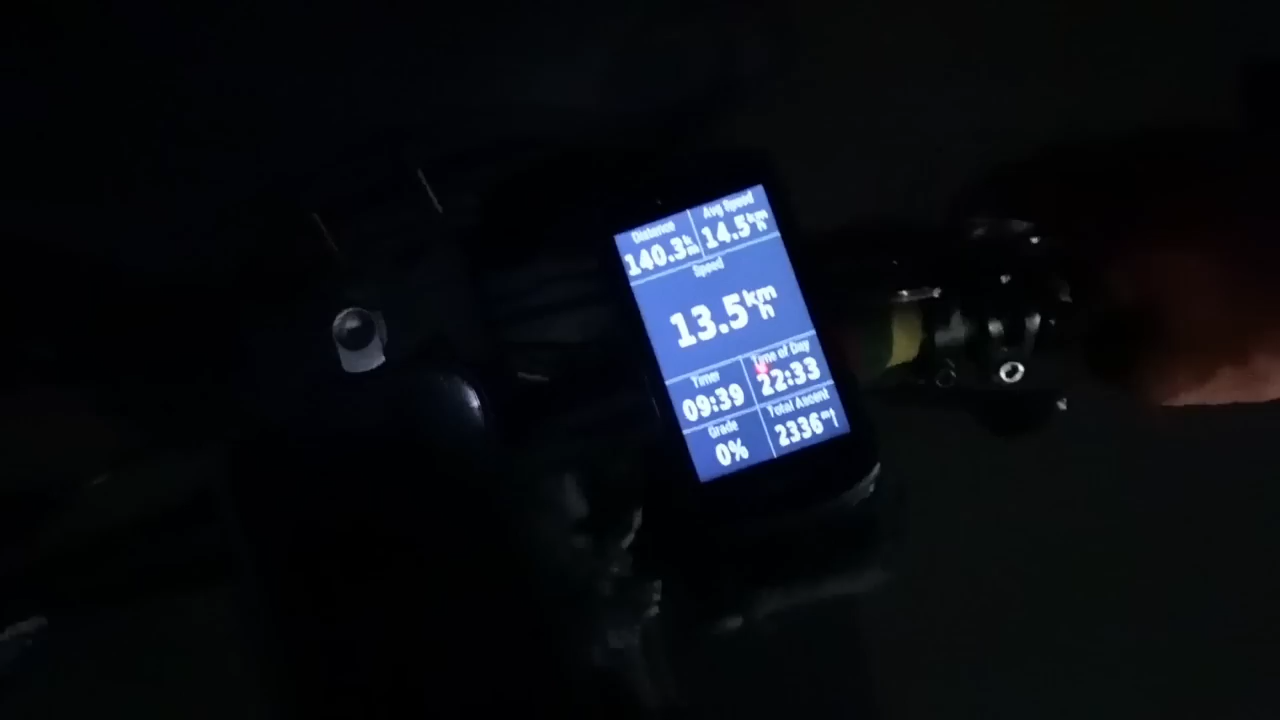 Distance Avg Speed
140.3 km 14.5 km/h
Speed
13.5 km/h
Timer Time of Day
09:39 22:33
Grade Total Ascent
0% 2336 m